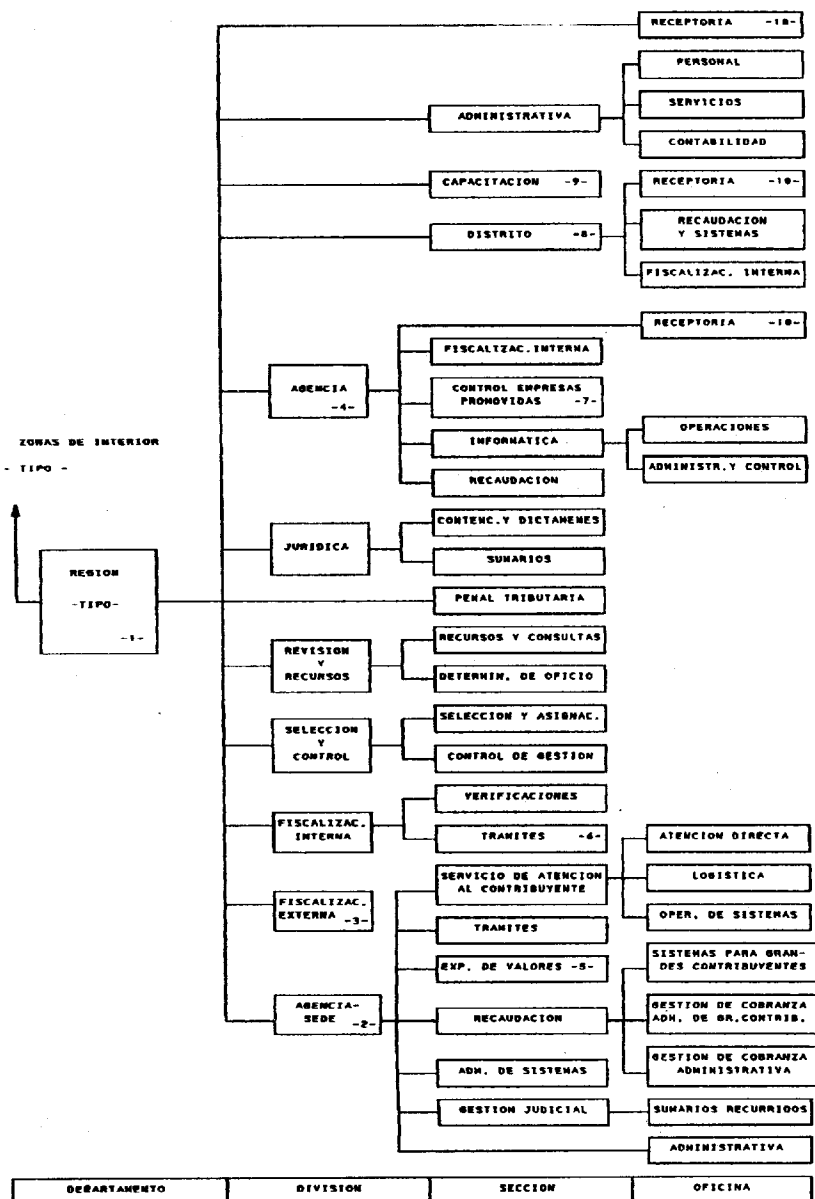 RECEPTORIA -10-
PERSONAL
SERVICIOS
ADMINISTRATIVA
CONTABILIDAD
CAPACITACION -9-
RECEPTORIA -10-
RECAUDACION
Y SISTEMAS
DISTRITO -8-
FISCALIZAC. INTERNA
RECEPTORIA -10-
FISCALIZAC.INTERNA
AGENCIA
-4-
CONTROL EMPRESAS
PROMOVIDAS -7-
OPERACIONES
INFORMATICA
ADMINISTR.Y CONTROL
RECAUDACION
ZONAS DE INTERIOR
- TIPO -
CONTENC.Y DICTAMENES
JURIDICA
SUMARIOS
REGION
-TIPO-
-1-
PENAL TRIBUTARIA
RECURSOS Y CONSULTAS
REVISION
Y
RECURSOS
DETERMIN. DE OFICIO
SELECCION Y ASIGNAC.
SELECCION
Y
CONTROL
CONTROL DE GESTION
VERIFICACIONES
FISCALIZAC.
INTERNA
TRAMITES -6-
ATENCION DIRECTA
SERVICIO DE ATENCION
AL CONTRIBUYENTE
LOGISTICA
FISCALIZAC.
EXTERNA -3-
OPER. DE SISTEMAS
TRAMITES
SISTEMAS PARA GRAN-
DES CONTRIBUYENTES
EXP. DE VALORES -5-
AGENCIA-
SEDE -2-
RECAUDACION
GESTION DE COBRANZA
ADM. DE GR.CONTRIB.
ADM. DE SISTEMAS
GESTION DE COBRANZA
ADMINISTRATIVA
GESTION JUDICIAL
SUMARIOS RECURRIDOS
ADMINISTRATIVA
DEPARTAMENTO DIVISION SECCION OFICINA